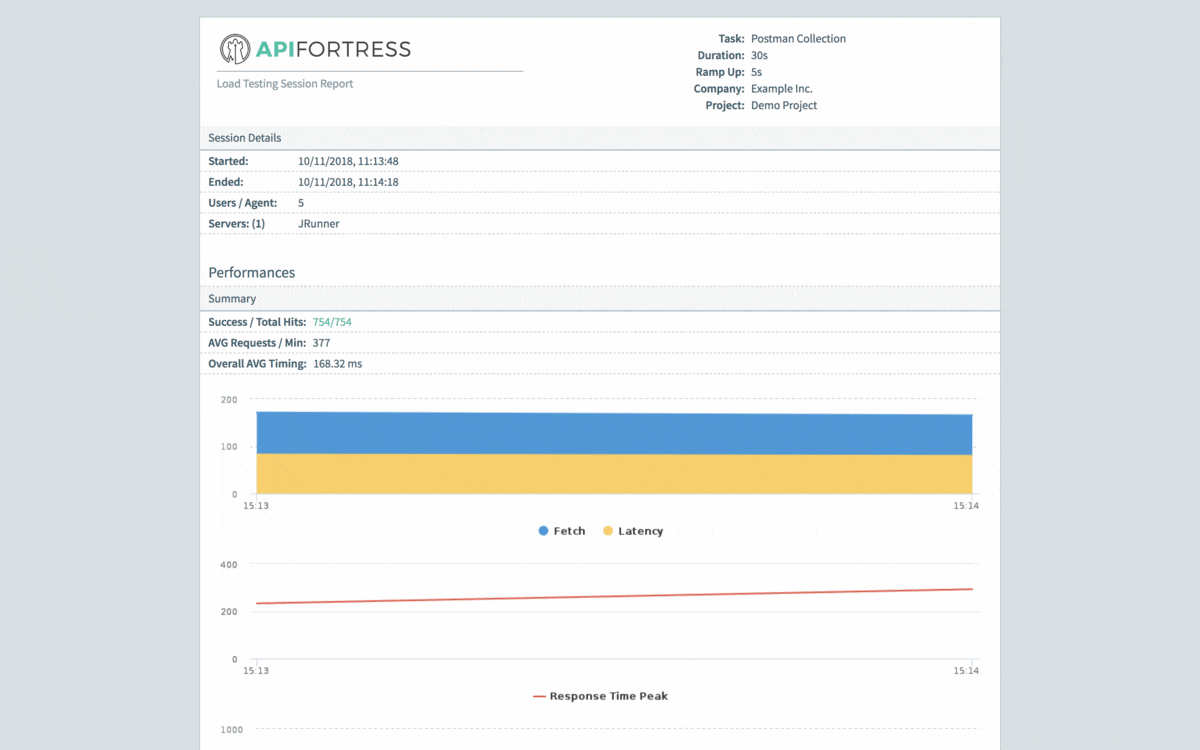 APIFORTRESS
Load Testing Session Report
Task: Postman Collection
Duration: 30s
Ramp Up: 5s
Company: Example Inc.
Project: Demo Project
Session Details
Started: 10/11/2018, 11:13:48
Ended: 10/11/2018, 11:14:18
Users / Agent: 5
Servers: (1) JRunner
Performances
Summary
Success / Total Hits: 754/754
AVG Requests / Min: 377
Overall AVG Timing: 168.32 ms
200
100
0
15:13 15:14
Fetch Latency
400
200
0
15:13 15:14
Response Time Peak
1000